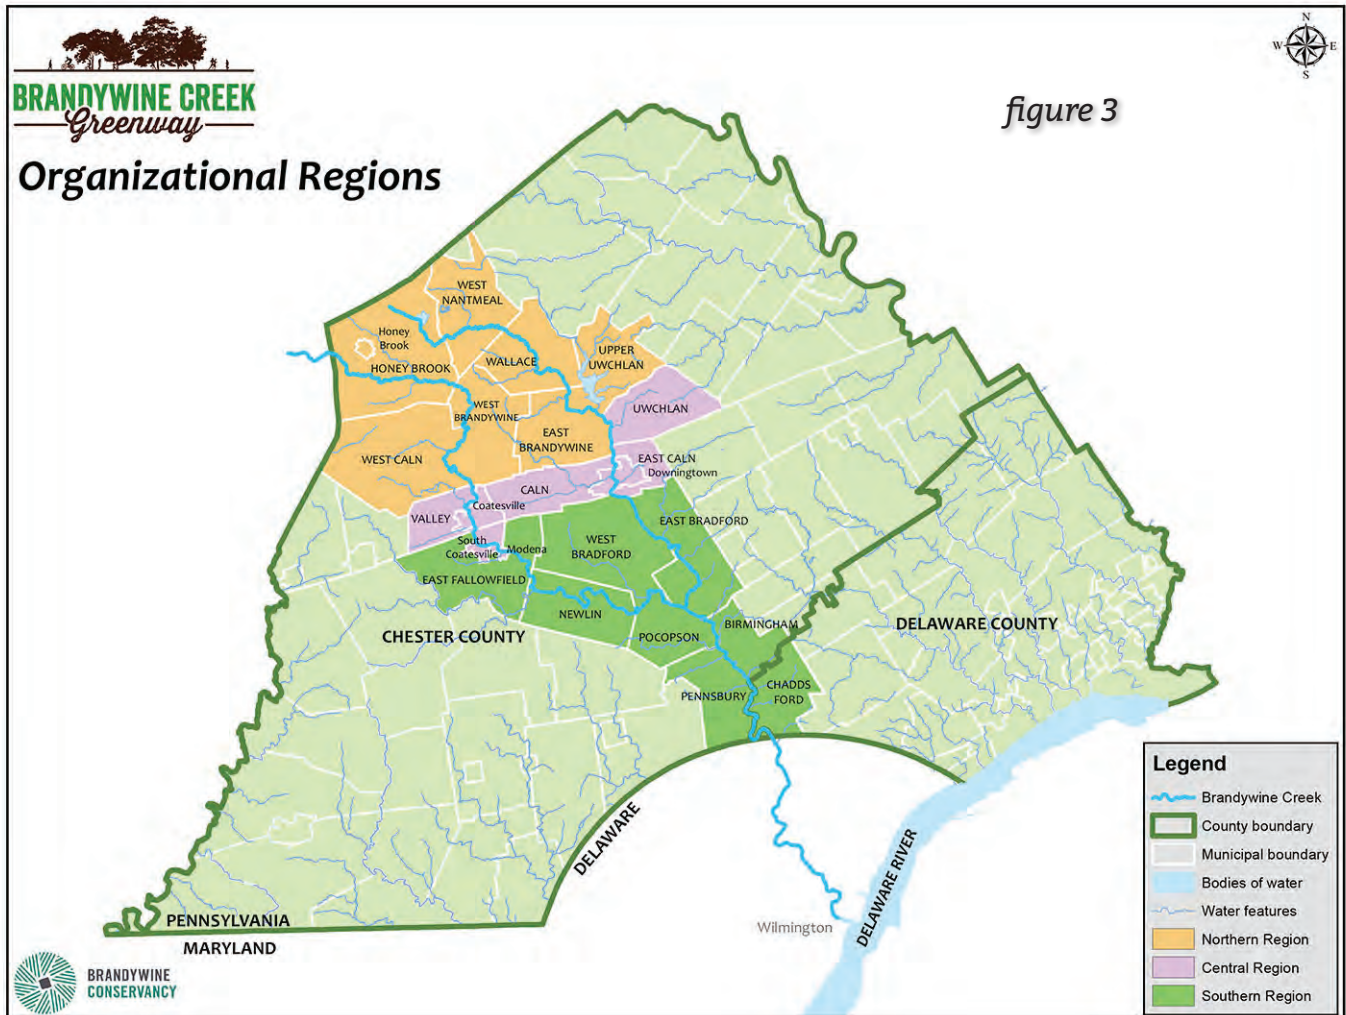 BRANDYWINE CREEK
Greenway
Organizational Regions
figure 3
N
W
E
S
WEST
NANTMEAL
Honey
Brook
HONEY BROOK
WALLACE
UPPER
UWCHLAN
WEST
BRANDYWINE
UWCHLAN
EAST
BRANDYWINE
WEST CALN
EAST CALN
Downingtown
CALN
Coatesville
VALLEY
EAST BRADFORD
South
Coatesville
Modena
WEST
BRADFORD
EAST FALLOWFIELD
NEWLIN
BIRMINGHAM
POCOPSON
CHESTER COUNTY
DELAWARE COUNTY
PENNSBURY
CHADDS
FORD
DELAWARE
DELAWARE RIVER
Wilmington
PENNSYLVANIA
MARYLAND
BRANDYWINE
CONSERVANCY
Legend
Brandywine Creek
County boundary
Municipal boundary
Bodies of water
Water features
Northern Region
Central Region
Southern Region